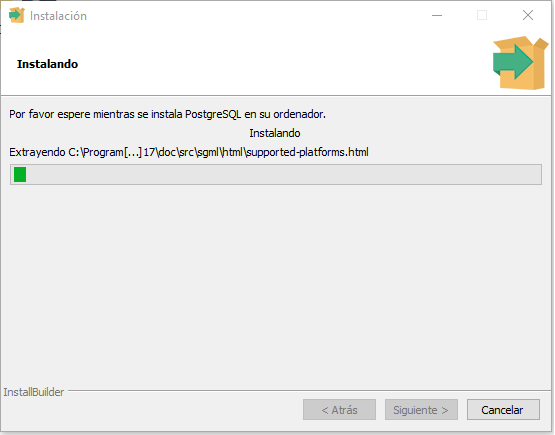 Instalación
Instalando
Por favor espere mientras se instala PostgreSQL en su ordenador.
Instalando
Extrayendo C:\Program[...]17\doc\src\sgml\html\supported-platforms.html
InstallBuilder
< Atrás
Siguiente >
Cancelar